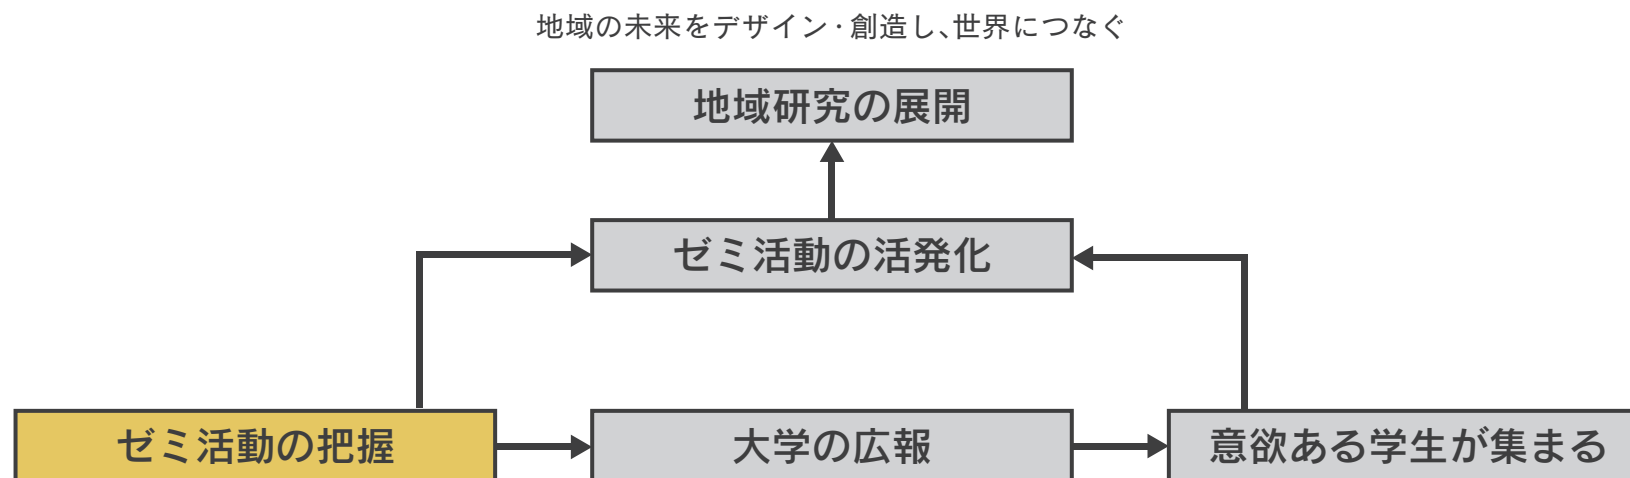 地域の未来をデザイン・創造し、世界につなぐ
地域研究の展開
ゼミ活動の活発化
ゼミ活動の把握
大学の広報
意欲ある学生が集まる